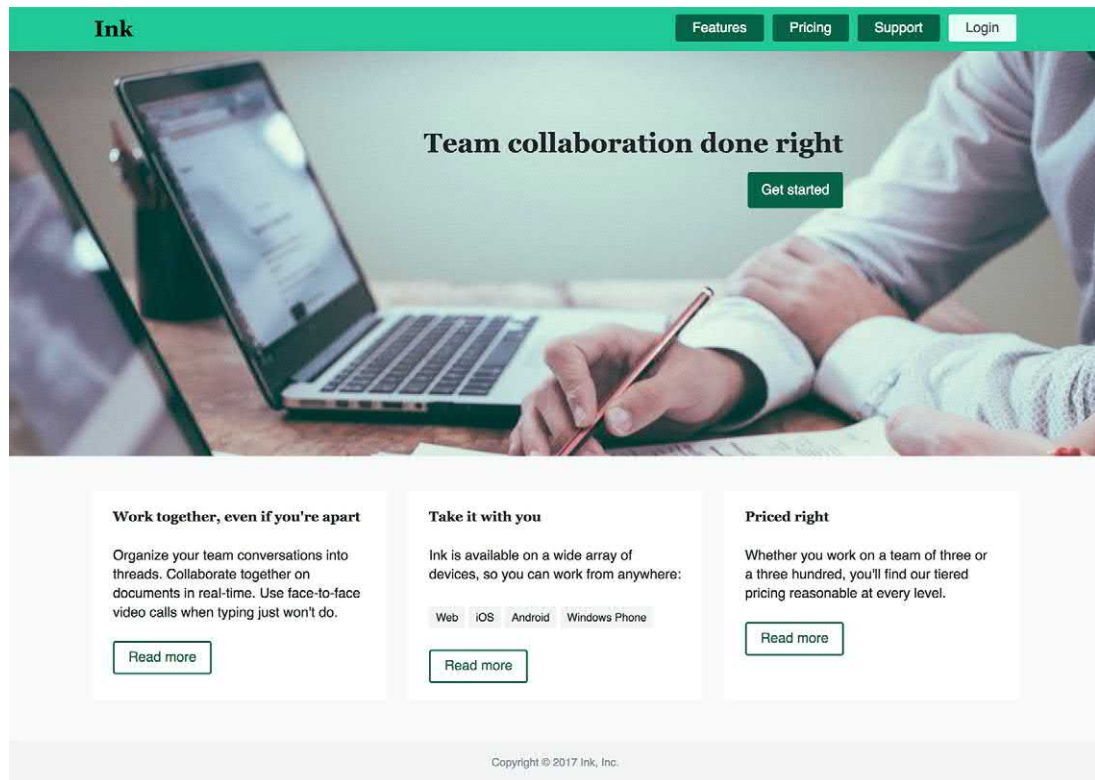 Ink
Features Pricing Support Login
Team collaboration done right
Get started
Work together, even if you're apart
Organize your team conversations into
threads. Collaborate together on
documents in real-time. Use face-to-face
video calls when typing just won't do.
Read more
Take it with you
Ink is available on a wide array of
devices, so you can work from anywhere:
Web iOS Android Windows Phone
Read more
Priced right
Whether you work on a team of three or
a three hundred, you'll find our tiered
pricing reasonable at every level.
Read more
Copyright © 2017 Ink, Inc.